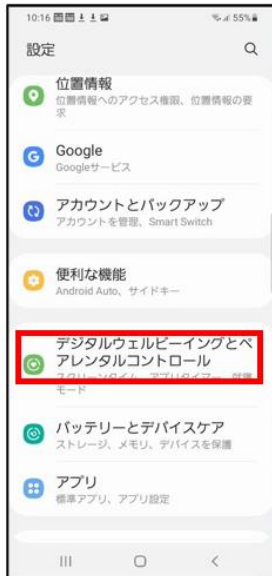 10:16
55%
設定
位置情報
位置情報へのアクセス権限、位置情報の要
求
Google
Googleサービス
アカウントとバックアップ
アカウントを管理、Smart Switch
便利な機能
Android Auto、サイドキー
デジタルウェルビーイングとペ
アレンタルコントロール
スクリーンタイム、アプリタイマー、就寝
モード
バッテリーとデバイスケア
ストレージ、メモリ、デバイスを保護
アプリ
標準アプリ、アプリ設定